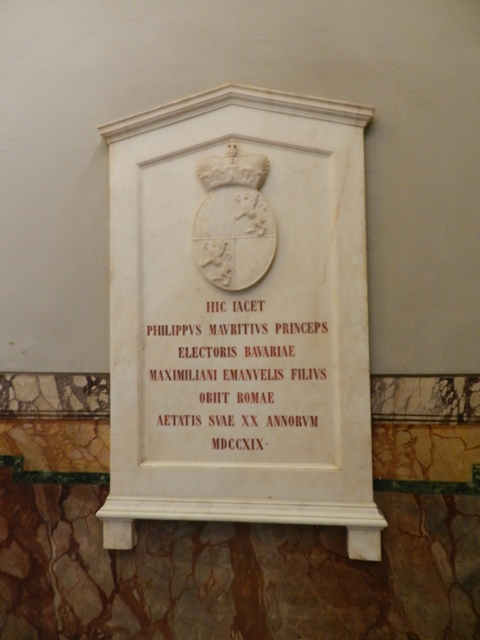 HIC IACET
PHILIPPVS MAVRITIVS PRINCEPS
ELECTORIS BAVARIAE
MAXIMILIANI EMANVELIS FILIVS
OBIIT ROMAE
AETATIS SVAE XX ANNORVM
MDCCXIX·